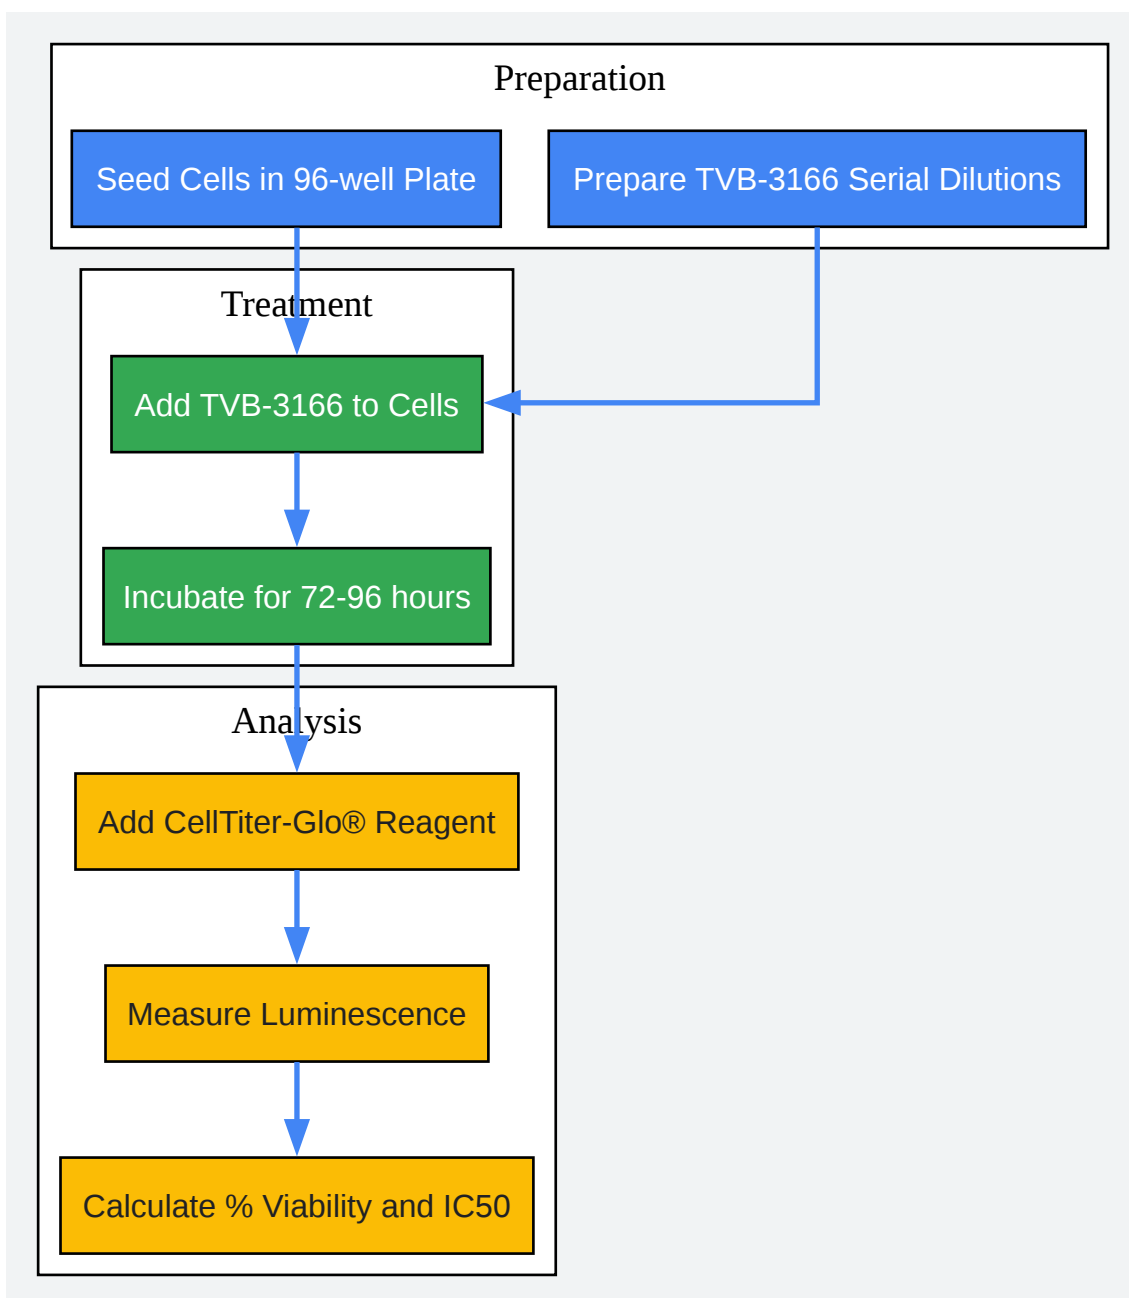 Preparation
Seed Cells in 96-well Plate
Prepare TVB-3166 Serial Dilutions
Treatment
Add TVB-3166 to Cells
Incubate for 72-96 hours
Analysis
Add CellTiter-Glo® Reagent
Measure Luminescence
Calculate % Viability and IC50